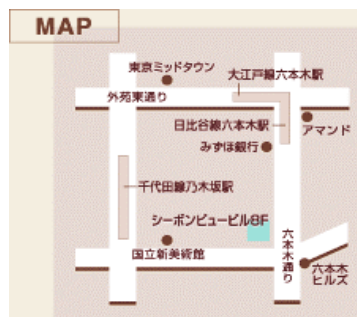 MAP
東京ミッドタウン
大江戸線六本木駅
外苑東通り
日比谷線六本木駅
アマンド
みずほ銀行
千代田線乃木坂駅
シーボンビュービル8F
国立新美術館
六本木通り
六本木
ヒルズ